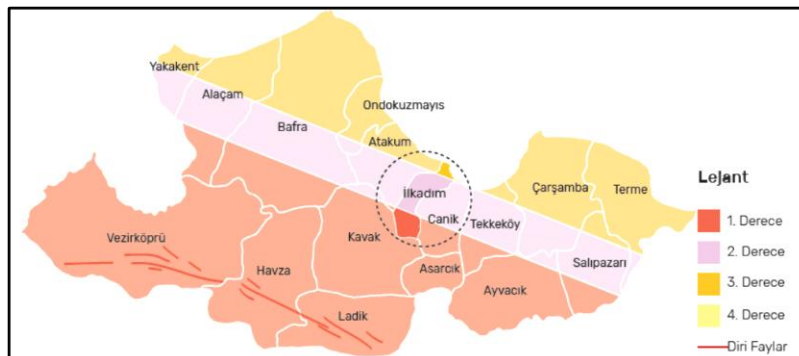 Yakakent
Alaçam
Bafra
Ondokuzmayıs
Atakum
İlkadım
Canik
Tekkeköy
Çarşamba
Terme
Salıpazarı
Vezirköprü
Havza
Kavak
Ladik
Asarcık
Ayvacık
Lejant
1. Derece
2. Derece
3. Derece
4. Derece
Diri Faylar